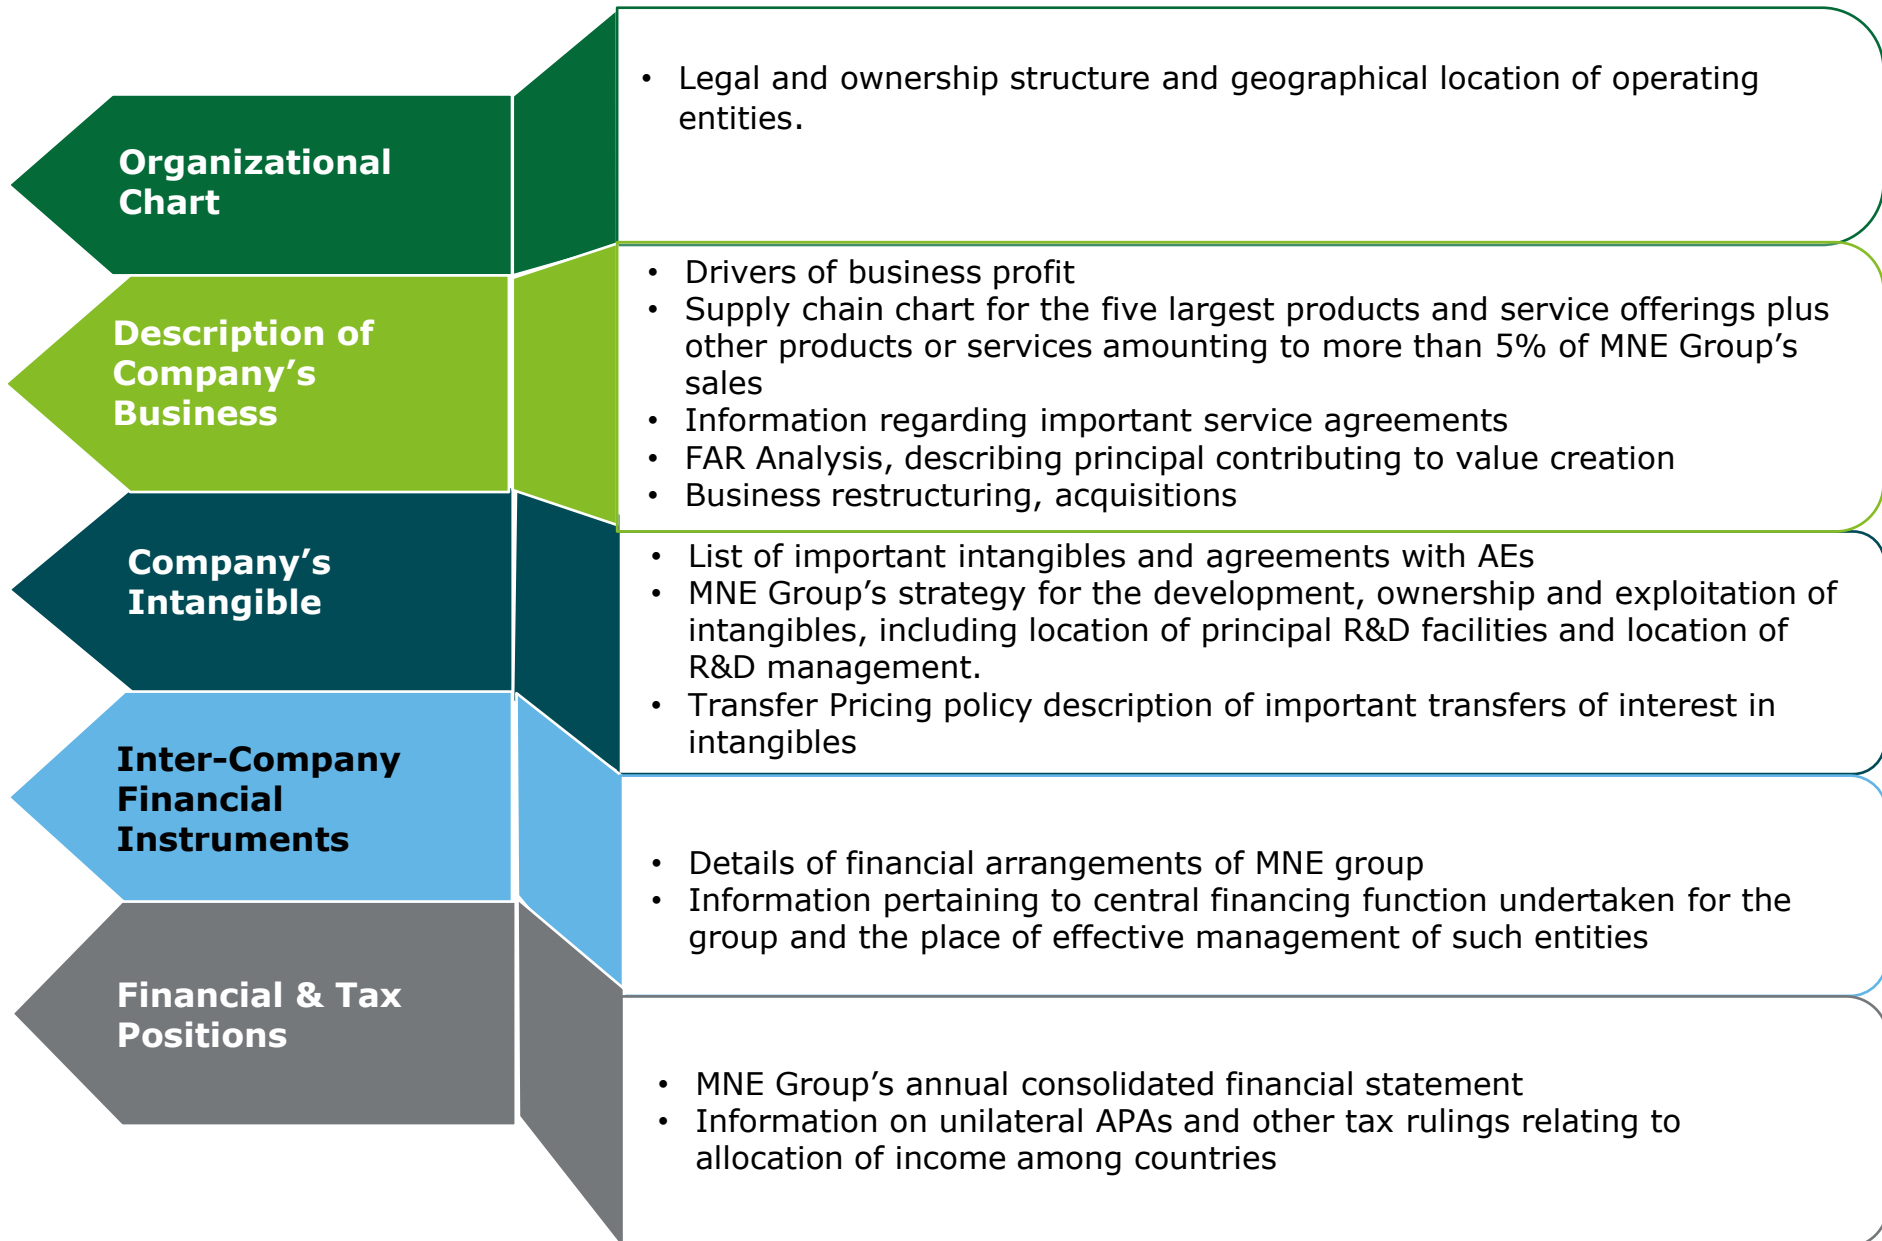 Organizational
Chart
• Legal and ownership structure and geographical location of operating
entities.
Description of
Company’s
Business
• Drivers of business profit
• Supply chain chart for the five largest products and service offerings plus
other products or services amounting to more than 5% of MNE Group’s
sales
• Information regarding important service agreements
• FAR Analysis, describing principal contributing to value creation
• Business restructuring, acquisitions
Company’s
Intangible
• List of important intangibles and agreements with AEs
• MNE Group’s strategy for the development, ownership and exploitation of
intangibles, including location of principal R&D facilities and location of
R&D management.
• Transfer Pricing policy description of important transfers of interest in
intangibles
Inter-Company
Financial
Instruments
• Details of financial arrangements of MNE group
• Information pertaining to central financing function undertaken for the
group and the place of effective management of such entities
Financial & Tax
Positions
• MNE Group’s annual consolidated financial statement
• Information on unilateral APAs and other tax rulings relating to
allocation of income among countries